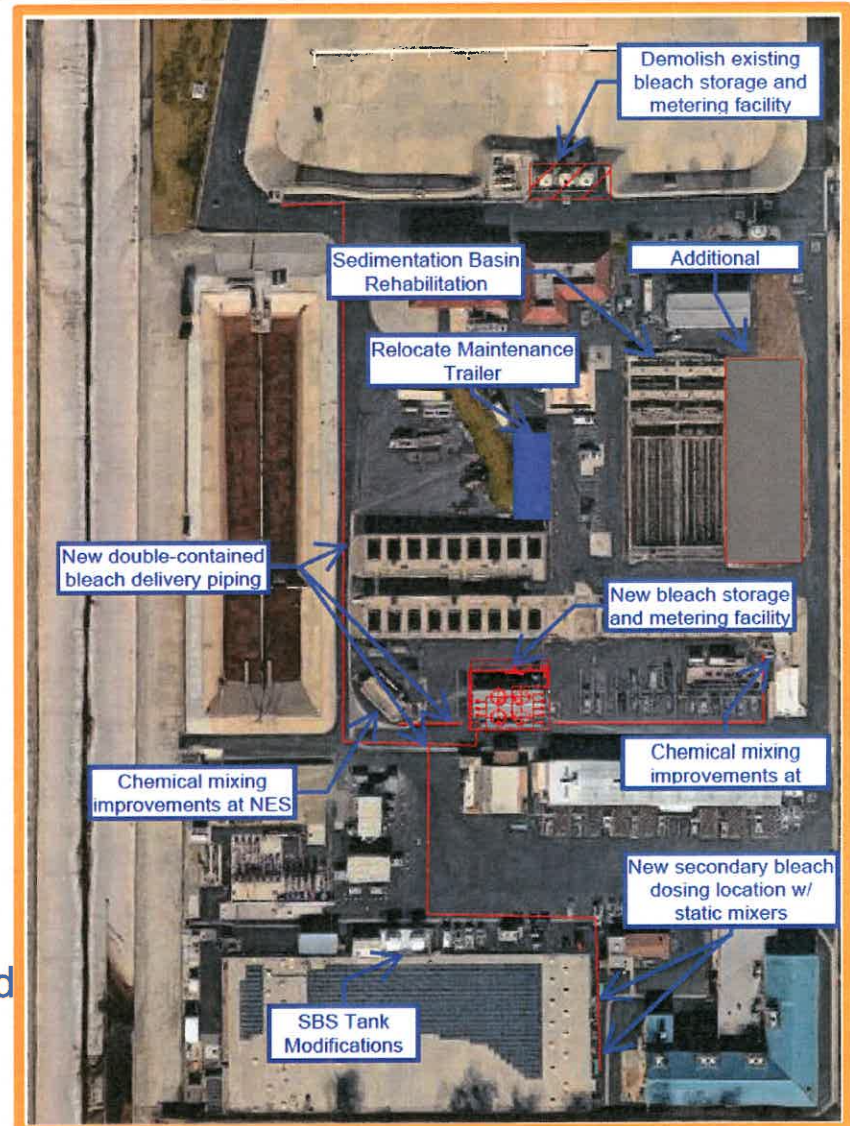 Demolish existing
bleach storage and
metering facility
Sedimentation Basin
Rehabilitation
Additional
Relocate Maintenance
Trailer
New double-contained
bleach delivery piping
New bleach storage
and metering facility
Chemical mixing
improvements at NES
Chemical mixing
improvements at
New secondary bleach
dosing location w/
static mixers
SBS Tank
Modifications
d